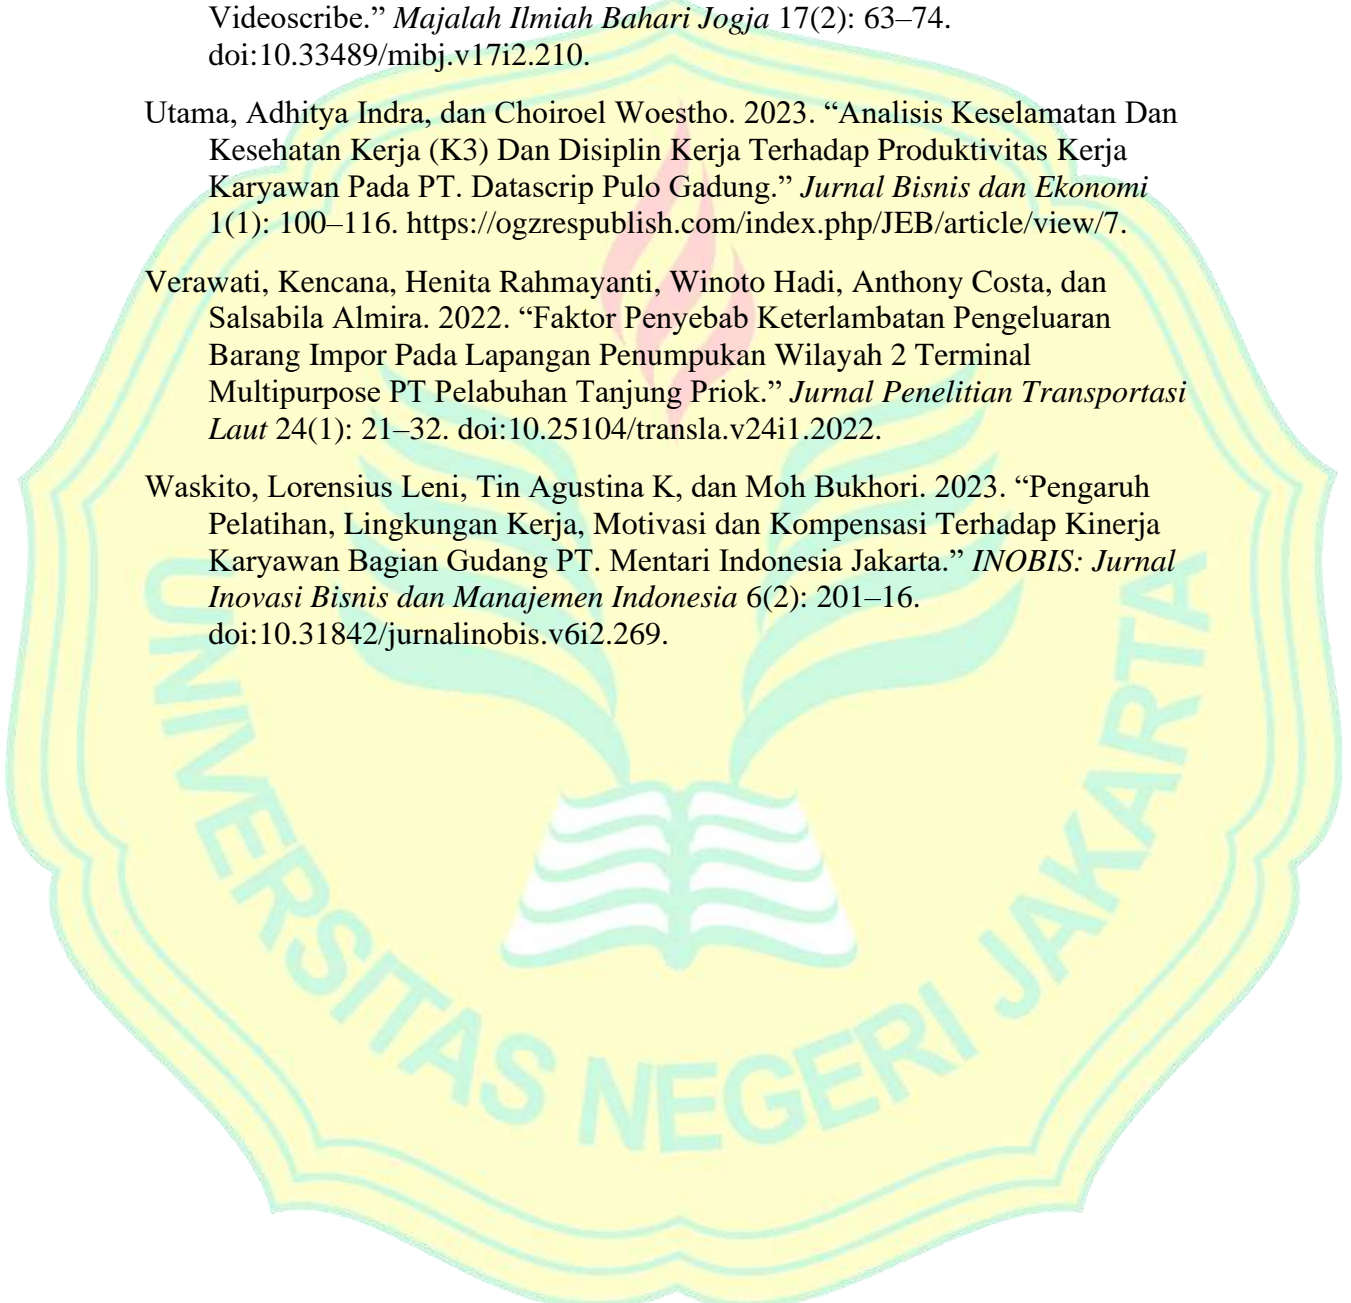 Videoscribe.” Majalah Ilmiah Bahari Jogja 17(2): 63–74.
doi:10.33489/mibj.v17i2.210.
Utama, Adhitya Indra, dan Choiroel Woestho. 2023. “Analisis Keselamatan Dan
Kesehatan Kerja (K3) Dan Disiplin Kerja Terhadap Produktivitas Kerja
Karyawan Pada PT. Datascrip Pulo Gadung.” Jurnal Bisnis dan Ekonomi
1(1): 100–116. https://ogzrespublish.com/index.php/JEB/article/view/7.
Verawati, Kencana, Henita Rahmayanti, Winoto Hadi, Anthony Costa, dan
Salsabila Almira. 2022. “Faktor Penyebab Keterlambatan Pengeluaran
Barang Impor Pada Lapangan Penumpukan Wilayah 2 Terminal
Multipurpose PT Pelabuhan Tanjung Priok.” Jurnal Penelitian Transportasi
Laut 24(1): 21–32. doi:10.25104/transla.v24i1.2022.
Waskito, Lorensius Leni, Tin Agustina K, dan Moh Bukhori. 2023. “Pengaruh
Pelatihan, Lingkungan Kerja, Motivasi dan Kompensasi Terhadap Kinerja
Karyawan Bagian Gudang PT. Mentari Indonesia Jakarta.” INOBIS: Jurnal
Inovasi Bisnis dan Manajemen Indonesia 6(2): 201–16.
doi:10.31842/jurnalinobis.v6i2.269.
UNIVERSITAS NEGERI JAKARTA